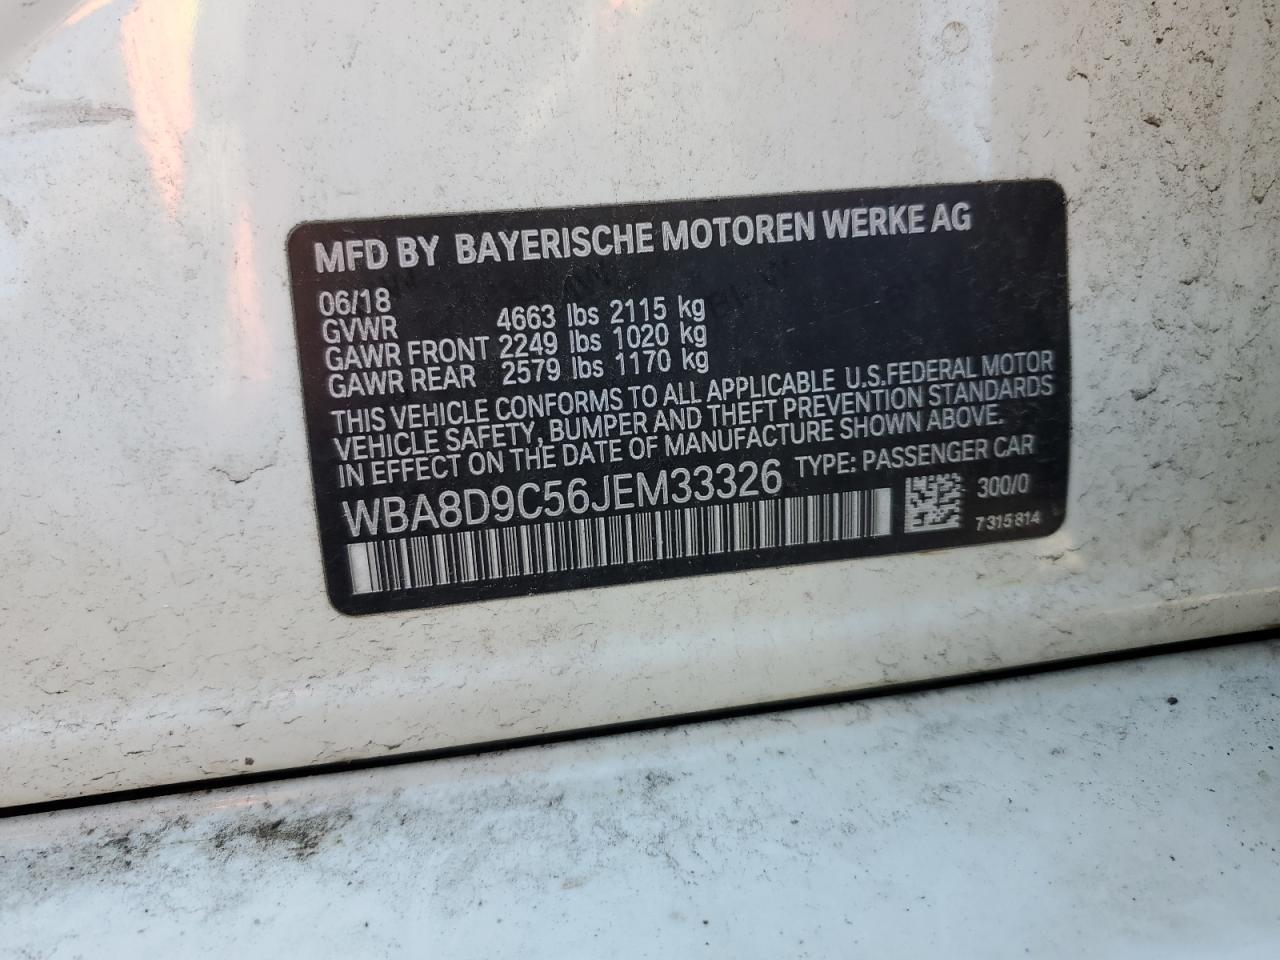 MFD BY BAYERISCHE MOTOREN WERKE AG
06/18
GVWR 4663 lbs 2115 kg
GAWR FRONT 2249 lbs 1020 kg
GAWR REAR 2579 lbs 1170 kg
THIS VEHICLE CONFORMS TO ALL APPLICABLE U.S.FEDERAL MOTOR
VEHICLE SAFETY, BUMPER AND THEFT PREVENTION STANDARDS
IN EFFECT ON THE DATE OF MANUFACTURE SHOWN ABOVE.
WBA8D9C56JEM33326 TYPE: PASSENGER CAR
300/0
7315814